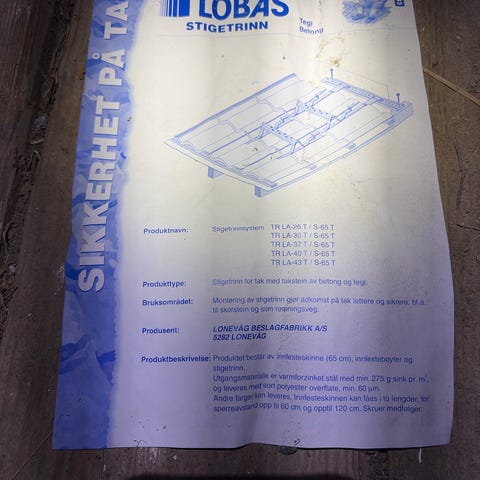 LOBAS
STIGETRINN
Tegl
Betong
SIKKERHET PÅ TA
Produktnavn: Stigetrinnsystem TR LA-26 T / S-65 T
TR LA-30 T / S-65 T
TR LA-37 T / S-65 T
TR LA-40 T / S-65 T
TR LA-43 T / S-65 T
Produkttype: Stigetrinn for tak med takstein av betong og tegl.
Bruksområdet: Montering av stigetrinn gjør adkomst på tak lettere og sikrere, bl.a.
til skorstein og som rømningsveg.
Produsent: LONEVÅG BESLAGFABRIKK A/S
5282 LONEVÅG
Produktbeskrivelse: Produktet består av innfesteskinne (65 cm), innfestebøyler og
stigetrinn.
Utgangsmateriale er varmforzinket stål med min. 275 g sink pr. m²,
og leveres med sort polyester overflate, min. 60 µm.
Andre farger kan leveres, Innfesteskinnen kan fåes i to lengder, for
sperreavstand opp til 60 cm og opptil 120 cm. Skruer medfølger.